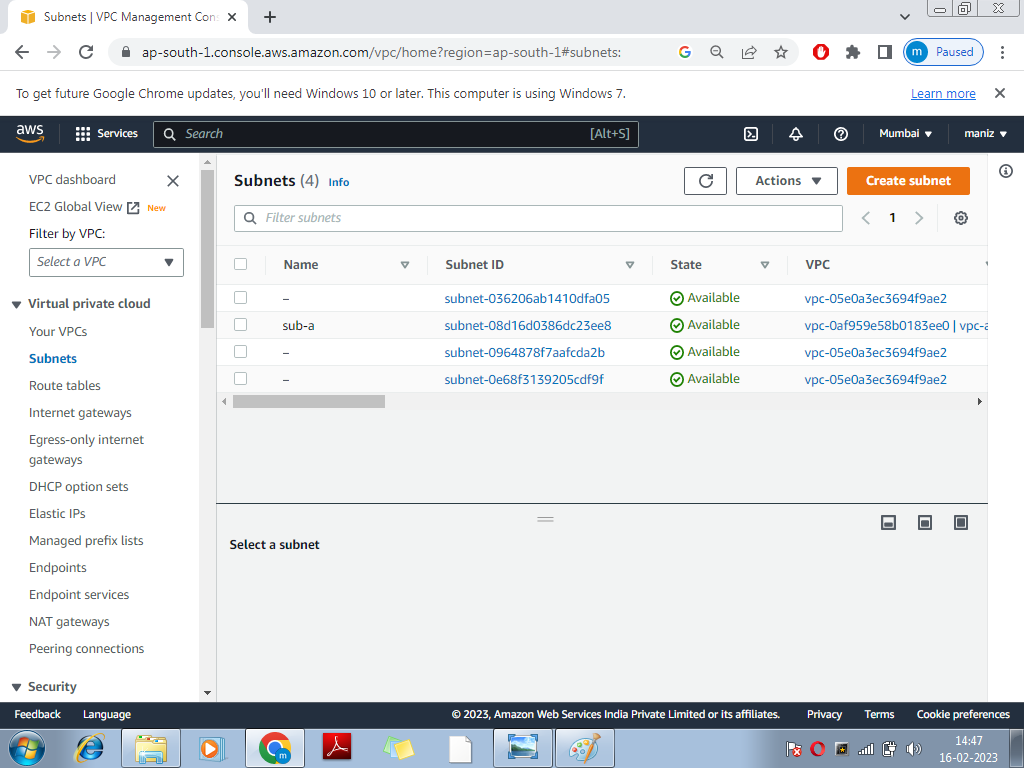 Subnets | VPC Management Con
ap-south-1.console.aws.amazon.com/vpc/home?region=ap-south-1#subnets:
m Paused
To get future Google Chrome updates, you'll need Windows 10 or later. This computer is using Windows 7.
Learn more
aws
Services
Search
[Alt+S]
Mumbai
maniz
VPC dashboard
EC2 Global View New
Filter by VPC:
Select a VPC
Virtual private cloud
Your VPCs
Subnets
Route tables
Internet gateways
Egress-only internet
gateways
DHCP option sets
Elastic IPs
Managed prefix lists
Endpoints
Endpoint services
NAT gateways
Peering connections
Security
Subnets (4) Info
Actions
Create subnet
Filter subnets
1
Name Subnet ID State VPC
– subnet-036206ab1410dfa05 Available vpc-05e0a3ec3694f9ae2
sub-a subnet-08d16d0386dc23ee8 Available vpc-0af959e58b0183ee0 | vpc-a
– subnet-0964878f7aafcda2b Available vpc-05e0a3ec3694f9ae2
– subnet-0e68f3139205cdf9f Available vpc-05e0a3ec3694f9ae2
Select a subnet
Feedback Language © 2023, Amazon Web Services India Private Limited or its affiliates. Privacy Terms Cookie preferences
14:47
16-02-2023